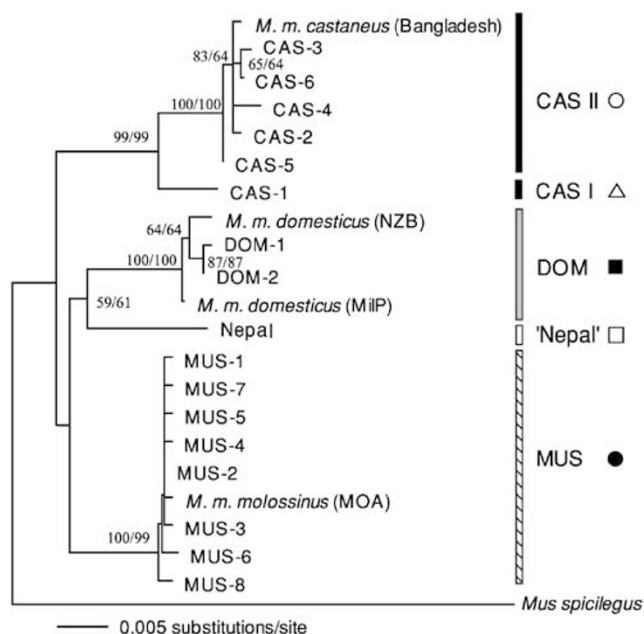 M. m. castaneus (Bangladesh)
83/64
CAS-3
65/64
CAS-6
100/100
CAS-4
CAS II
99/99
CAS-2
CAS-5
CAS-1
CAS I
M. m. domesticus (NZB)
64/64
DOM-1
100/100
87/87
DOM
DOM-2
59/61
M. m. domesticus (MilP)
Nepal
'Nepal'
MUS-1
MUS-7
MUS-5
MUS-4
MUS
MUS-2
M. m. molossinus (MOA)
MUS-3
100/99
MUS-6
MUS-8
Mus spicilegus
0.005 substitutions/site